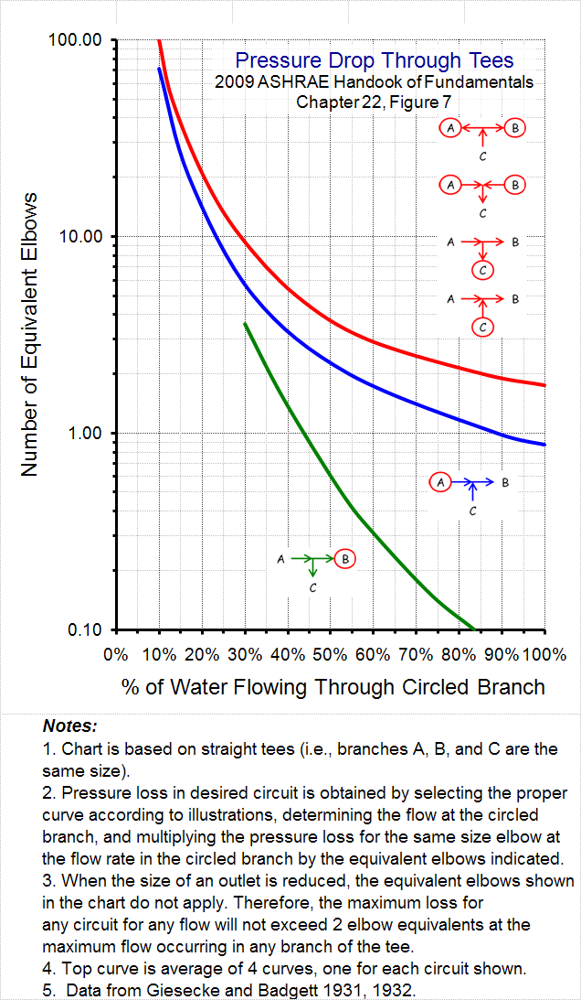 100.00
Pressure Drop Through Tees
2009 ASHRAE Handook of Fundamentals
Chapter 22, Figure 7
A B
C
A B
C
10.00
A B
C
A B
C
Number of Equivalent Elbows
1.00
A B
C
A B
C
0.10
0% 10% 20% 30% 40% 50% 60% 70% 80% 90% 100%
% of Water Flowing Through Circled Branch
Notes:
1. Chart is based on straight tees (i.e., branches A, B, and C are the
same size).
2. Pressure loss in desired circuit is obtained by selecting the proper
curve according to illustrations, determining the flow at the circled
branch, and multiplying the pressure loss for the same size elbow at
the flow rate in the circled branch by the equivalent elbows indicated.
3. When the size of an outlet is reduced, the equivalent elbows shown
in the chart do not apply. Therefore, the maximum loss for
any circuit for any flow will not exceed 2 elbow equivalents at the
maximum flow occurring in any branch of the tee.
4. Top curve is average of 4 curves, one for each circuit shown.
5. Data from Giesecke and Badgett 1931, 1932.